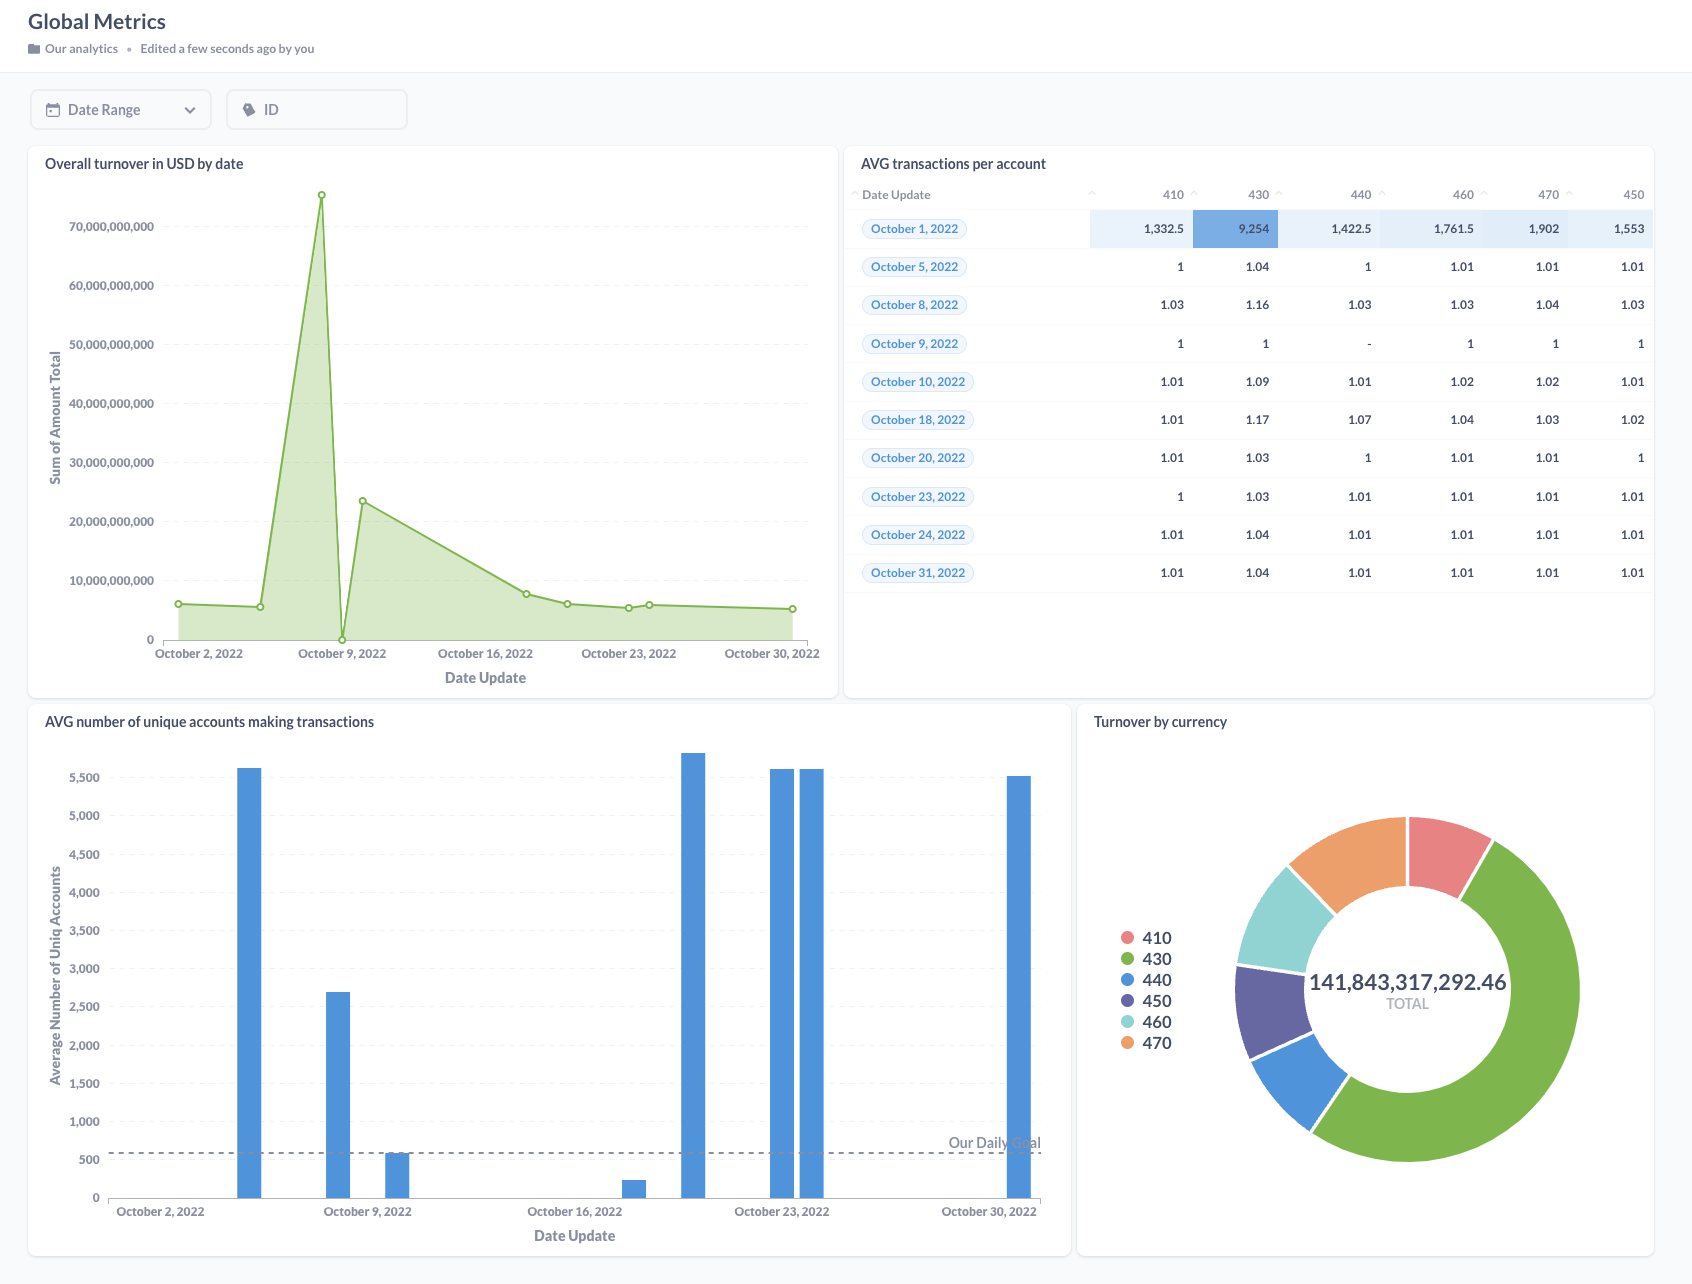 Global Metrics
Our analytics • Edited a few seconds ago by you
Date Range
ID
Overall turnover in USD by date
Sum of Amount Total
70,000,000,000
60,000,000,000
50,000,000,000
40,000,000,000
30,000,000,000
20,000,000,000
10,000,000,000
0
October 2, 2022 October 9, 2022 October 16, 2022 October 23, 2022 October 30, 2022
Date Update
AVG transactions per account
Date Update 410 430 440 460 470 450
October 1, 2022 1,332.5 9,254 1,422.5 1,761.5 1,902 1,553
October 5, 2022 1 1.04 1 1.01 1.01 1.01
October 8, 2022 1.03 1.16 1.03 1.03 1.04 1.03
October 9, 2022 1 1 - 1 1 1
October 10, 2022 1.01 1.09 1.01 1.02 1.02 1.01
October 18, 2022 1.01 1.17 1.07 1.04 1.03 1.02
October 20, 2022 1.01 1.03 1 1.01 1.01 1
October 23, 2022 1 1.03 1.01 1.01 1.01 1.01
October 24, 2022 1.01 1.04 1.01 1.01 1.01 1.01
October 31, 2022 1.01 1.04 1.01 1.01 1.01 1.01
AVG number of unique accounts making transactions
Average Number of Uniq Accounts
5,500
5,000
4,500
4,000
3,500
3,000
2,500
2,000
1,500
1,000
500
0
Our Daily Goal
October 2, 2022 October 9, 2022 October 16, 2022 October 23, 2022 October 30, 2022
Date Update
Turnover by currency
410
430
440
450
460
470
141,843,317,292.46
TOTAL